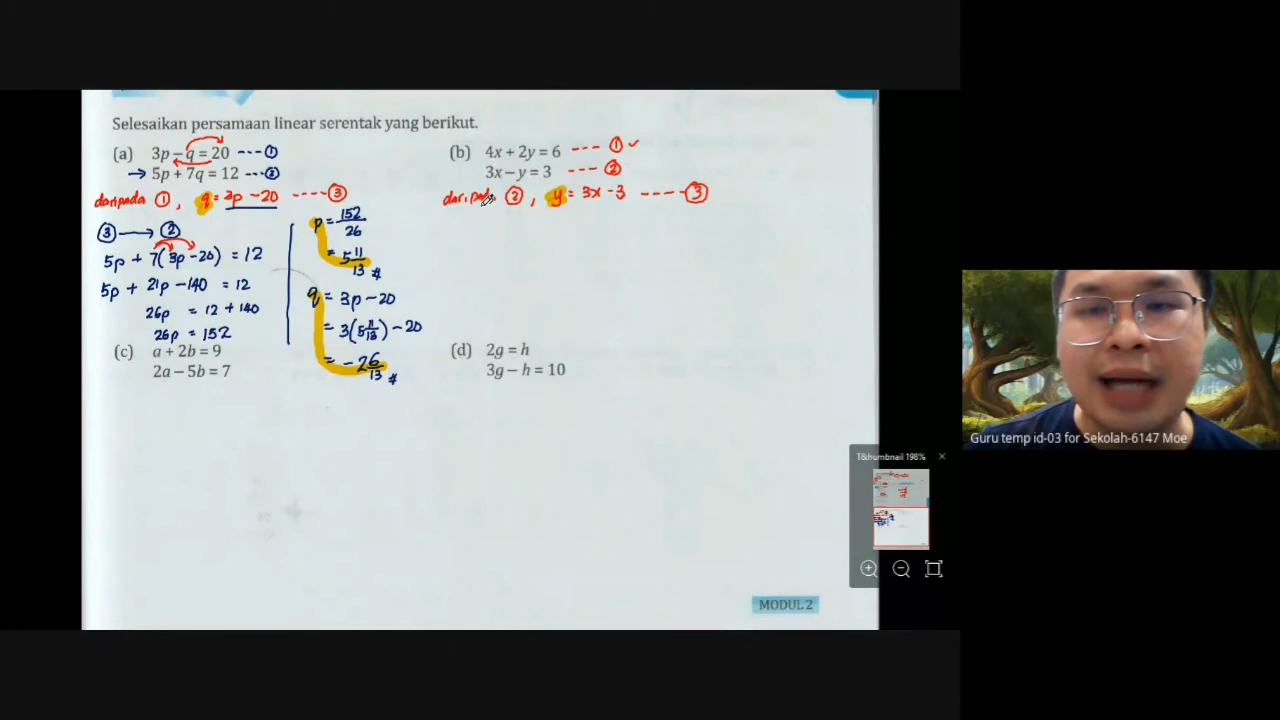 Selesaikan persamaan linear serentak yang berikut.
(a) 3p − q = 20 ---- ①
→ 5p + 7q = 12 ---- ②
daripada ①, q = 3p − 20 ---- ③
③ → ②
5p + 7(3p − 20) = 12
5p + 21p − 140 = 12
26p = 12 + 140
26p = 152
p = 152/26
= 5 11/13 #
q = 3p − 20
= 3(5 11/13) − 20
= − 26/13 #
(b) 4x + 2y = 6 ---- ① ✓
3x − y = 3 ---- ②
daripada ②, y = 3x − 3 ---- ③
(c) a + 2b = 9
2a − 5b = 7
(d) 2g = h
3g − h = 10
MODUL 2
T&humbnail 198% ×
Guru temp id-03 for Sekolah-6147 Moe